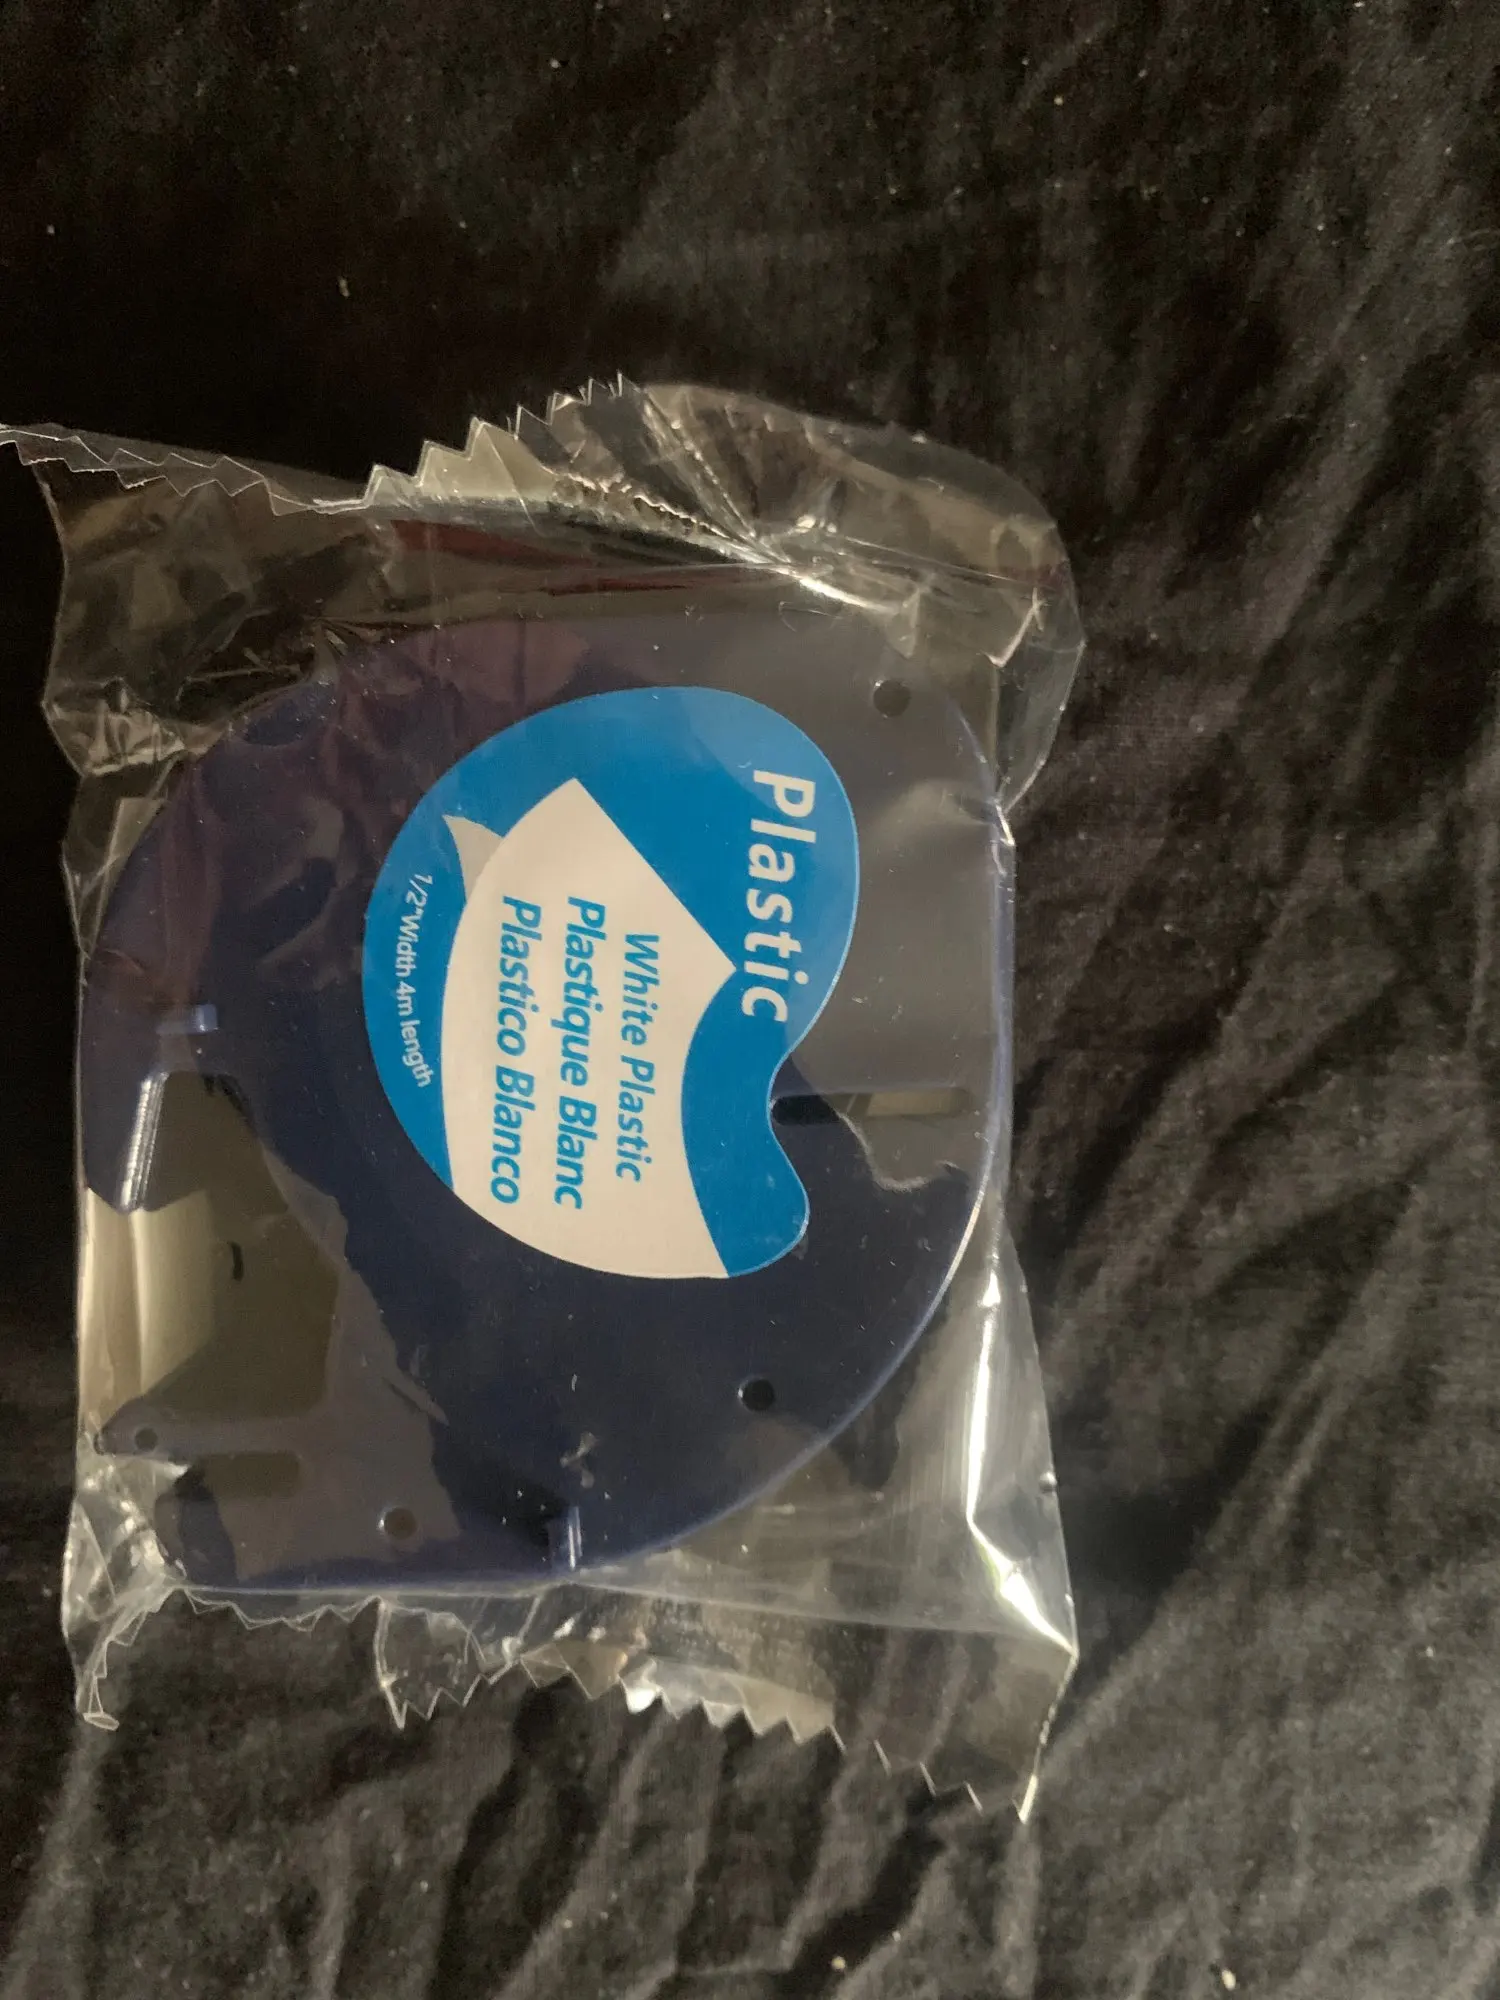 Plastic
White Plastic
Plastique Blanc
Plastico Blanco
1/2"Width 4m length